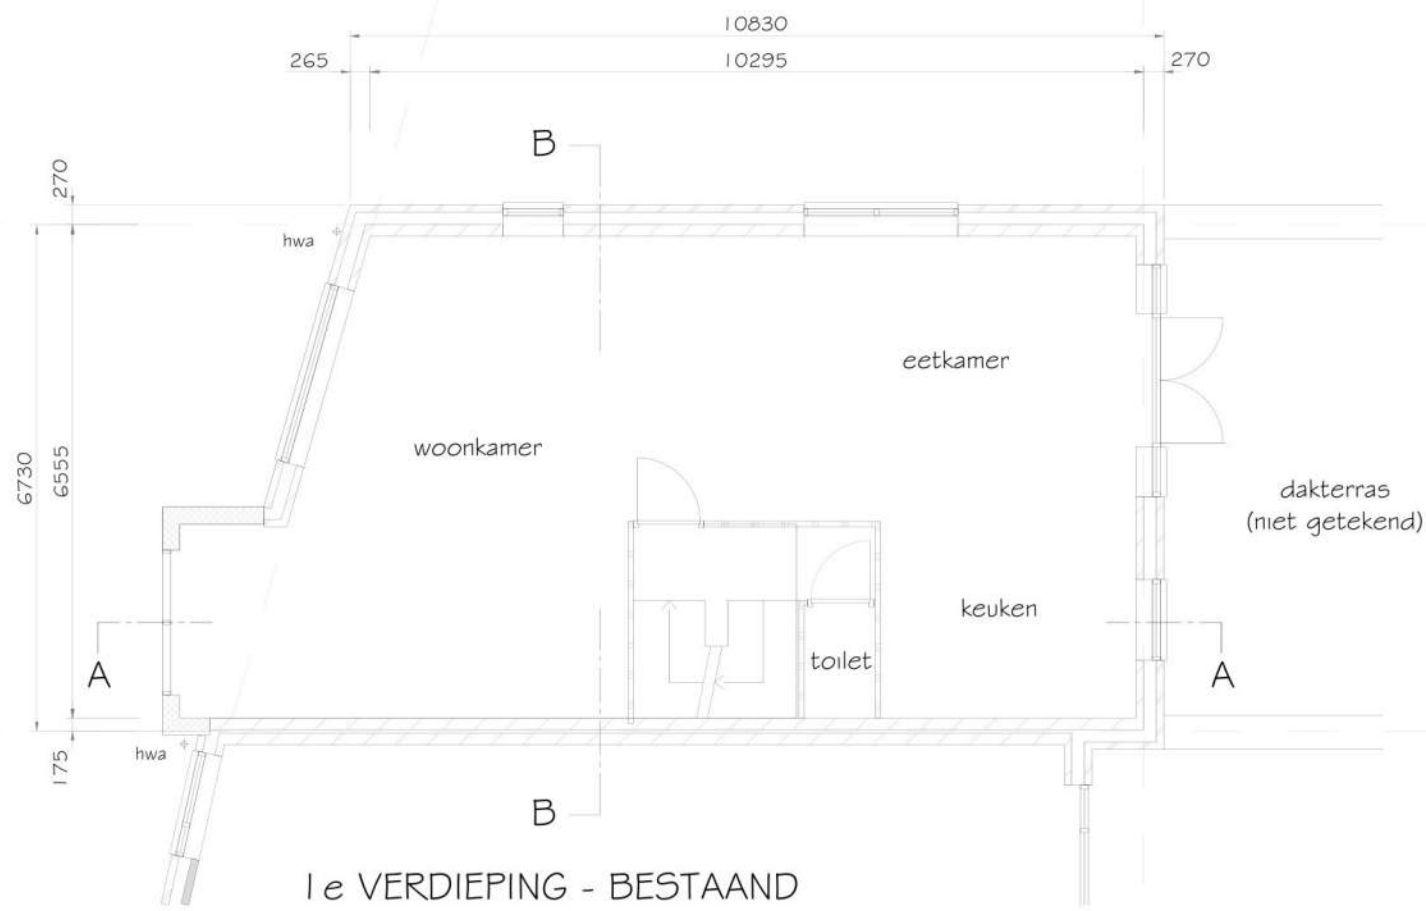 10830
265
10295
270
B
270
hwa
eetkamer
woonkamer
6730
6555
dakterras
(niet getekend)
keuken
toilet
A
A
hwa
175
B
1e VERDIEPING - BESTAAND